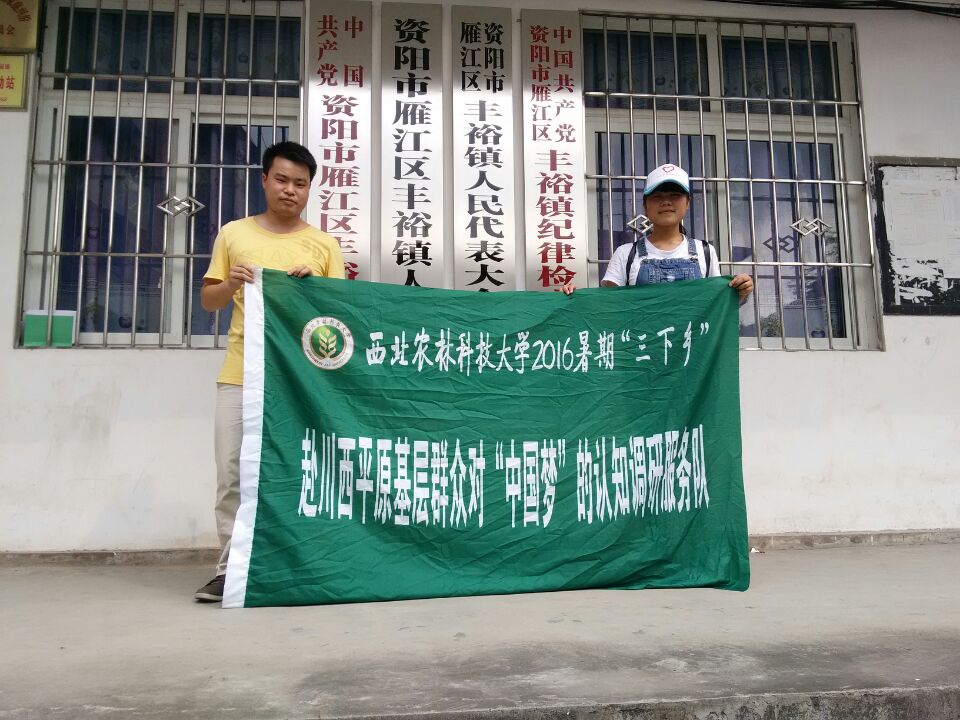 会
站
中国
共产党
资阳市雁江区丰裕
资阳市雁江区丰裕镇人
资阳市
雁江区
丰裕镇人民代表大会
中国共产党
资阳市雁江区
丰裕镇纪律检
西北农林科技大学2016暑期“三下乡”
赴川西平原基层群众对“中国梦”的认知调研服务队